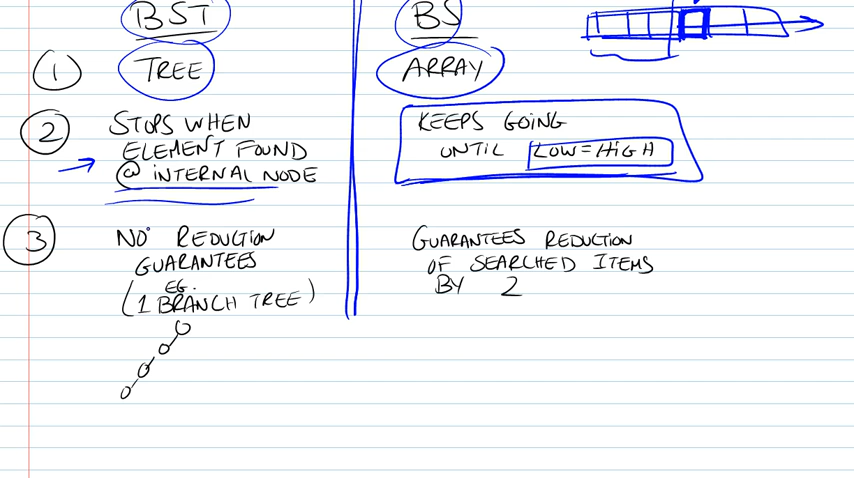 BST
BS
1
TREE
ARRAY
2
STOPS WHEN
ELEMENT FOUND
@ INTERNAL NODE
KEEPS GOING
UNTIL LOW = HIGH
3
NO REDUCTION
GUARANTEES
EG.
(1 BRANCH TREE)
GUARANTEES REDUCTION
OF SEARCHED ITEMS
BY 2